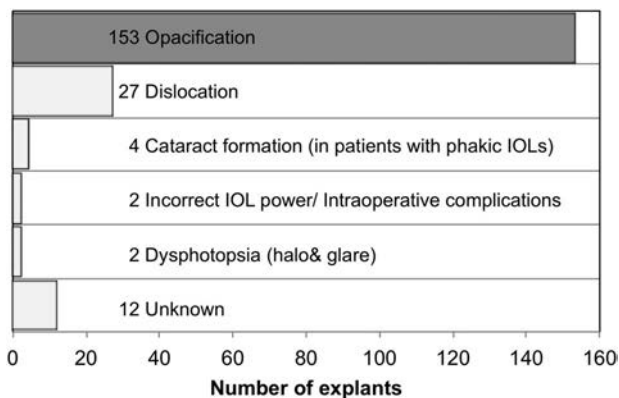 153 Opacification
27 Dislocation
4 Cataract formation (in patients with phakic IOLs)
2 Incorrect IOL power/ Intraoperative complications
2 Dysphotopsia (halo& glare)
12 Unknown
0 20 40 60 80 100 120 140 160
Number of explants